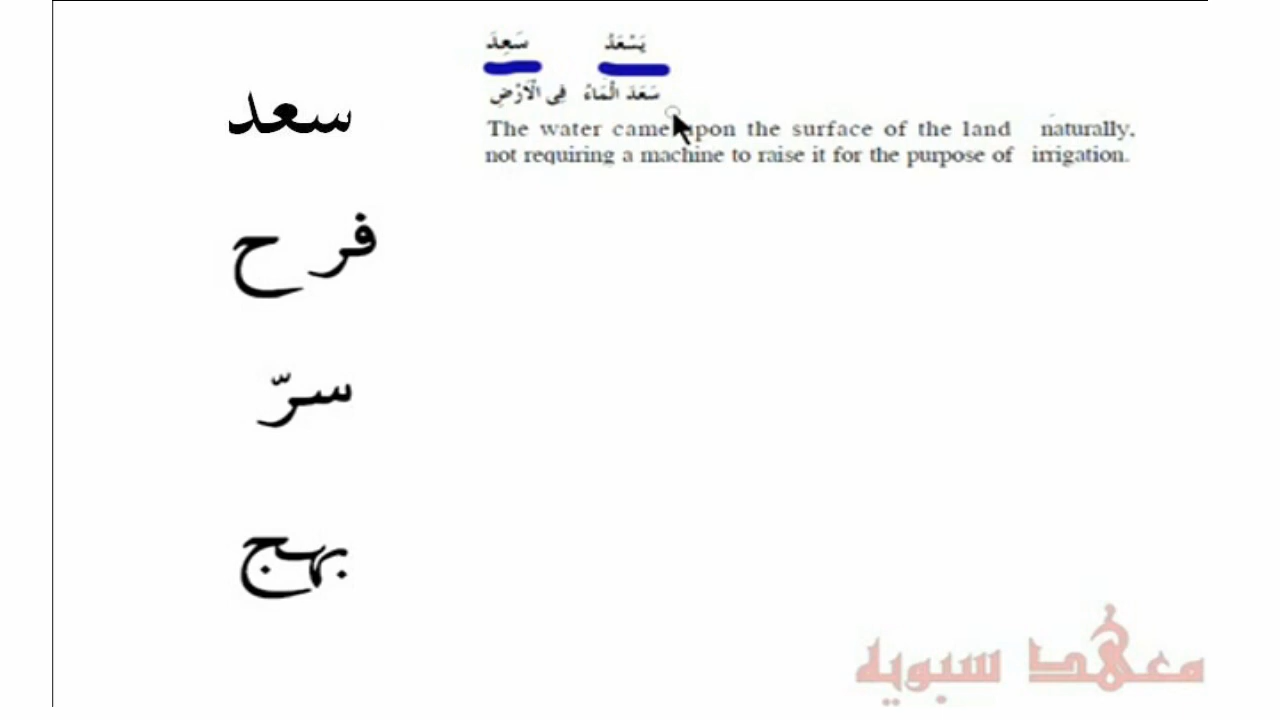 سَعِدَ يَسْعَدُ
سَعَدَ الْمَاءُ فِى الْاَرْضِ
The water came upon the surface of the land naturally,
not requiring a machine to raise it for the purpose of irrigation.
سعد
فرح
سرّ
بهج
معهد سبويه